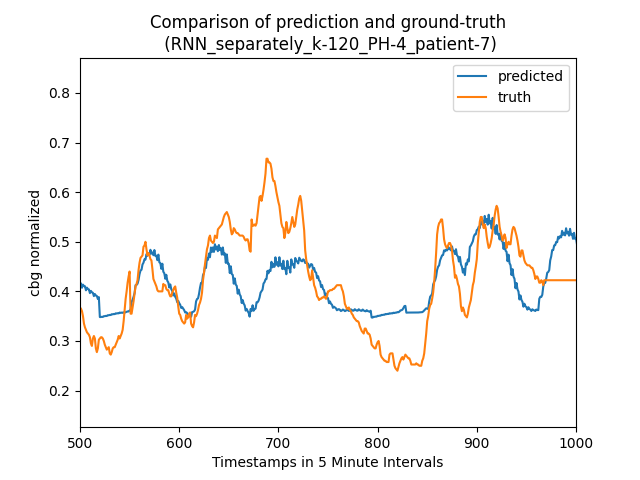 Comparison of prediction and ground-truth
(RNN_separately_k-120_PH-4_patient-7)
predicted
truth
cbg normalized
0.8
0.7
0.6
0.5
0.4
0.3
0.2
500 600 700 800 900 1000
Timestamps in 5 Minute Intervals